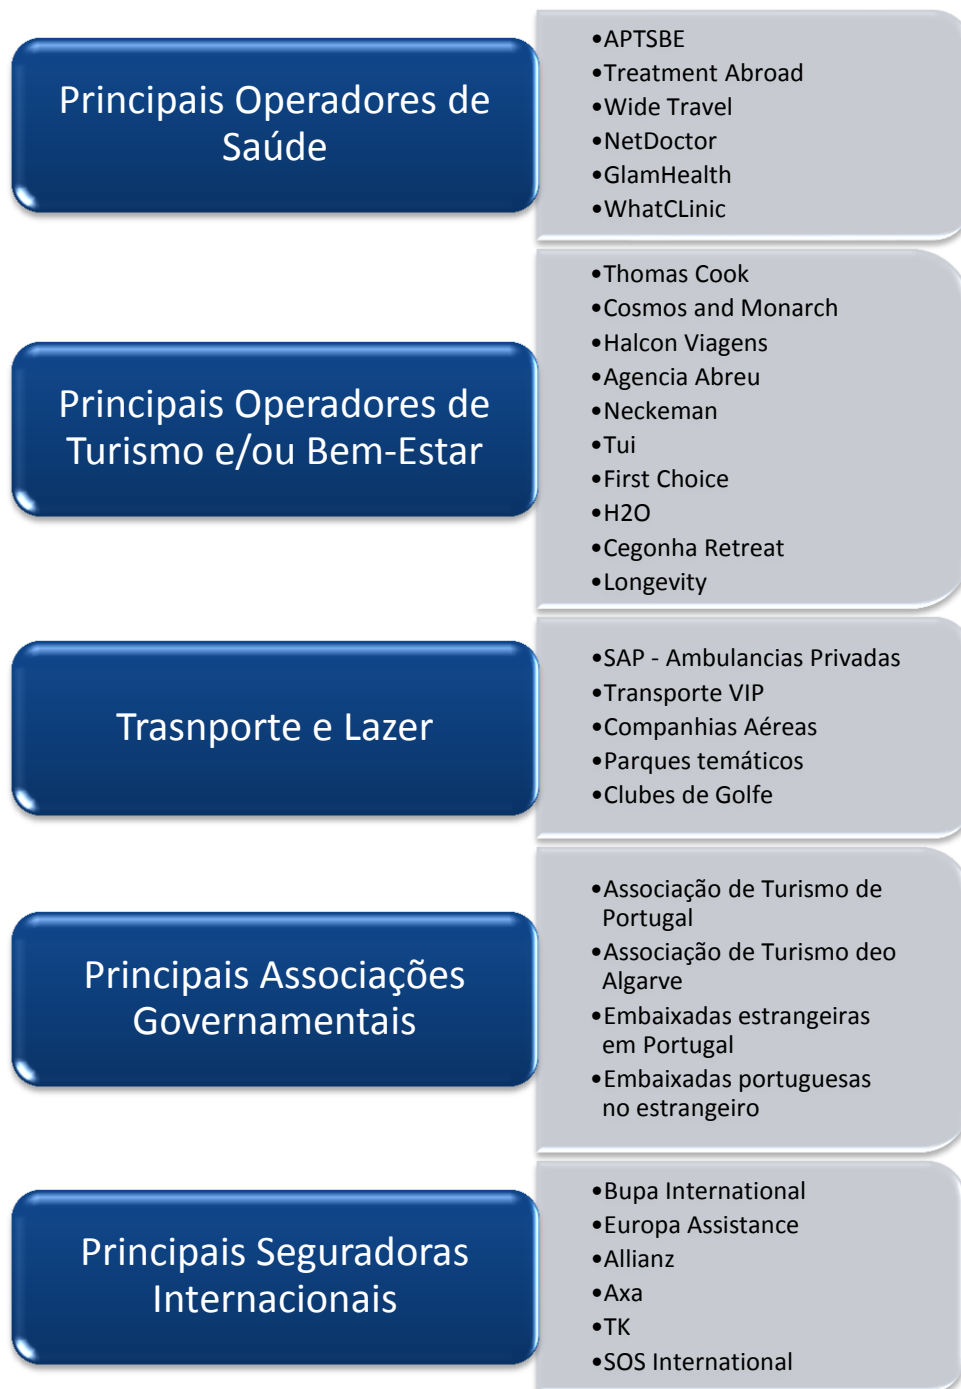 Principais Operadores de
Saúde
•APTSBE
•Treatment Abroad
•Wide Travel
•NetDoctor
•GlamHealth
•WhatCLinic
Principais Operadores de
Turismo e/ou Bem-Estar
•Thomas Cook
•Cosmos and Monarch
•Halcon Viagens
•Agencia Abreu
•Neckeman
•Tui
•First Choice
•H2O
•Cegonha Retreat
•Longevity
Trasnporte e Lazer
•SAP - Ambulancias Privadas
•Transporte VIP
•Companhias Aéreas
•Parques temáticos
•Clubes de Golfe
Principais Associações
Governamentais
•Associação de Turismo de
Portugal
•Associação de Turismo deo
Algarve
•Embaixadas estrangeiras
em Portugal
•Embaixadas portuguesas
no estrangeiro
Principais Seguradoras
Internacionais
•Bupa International
•Europa Assistance
•Allianz
•Axa
•TK
•SOS International